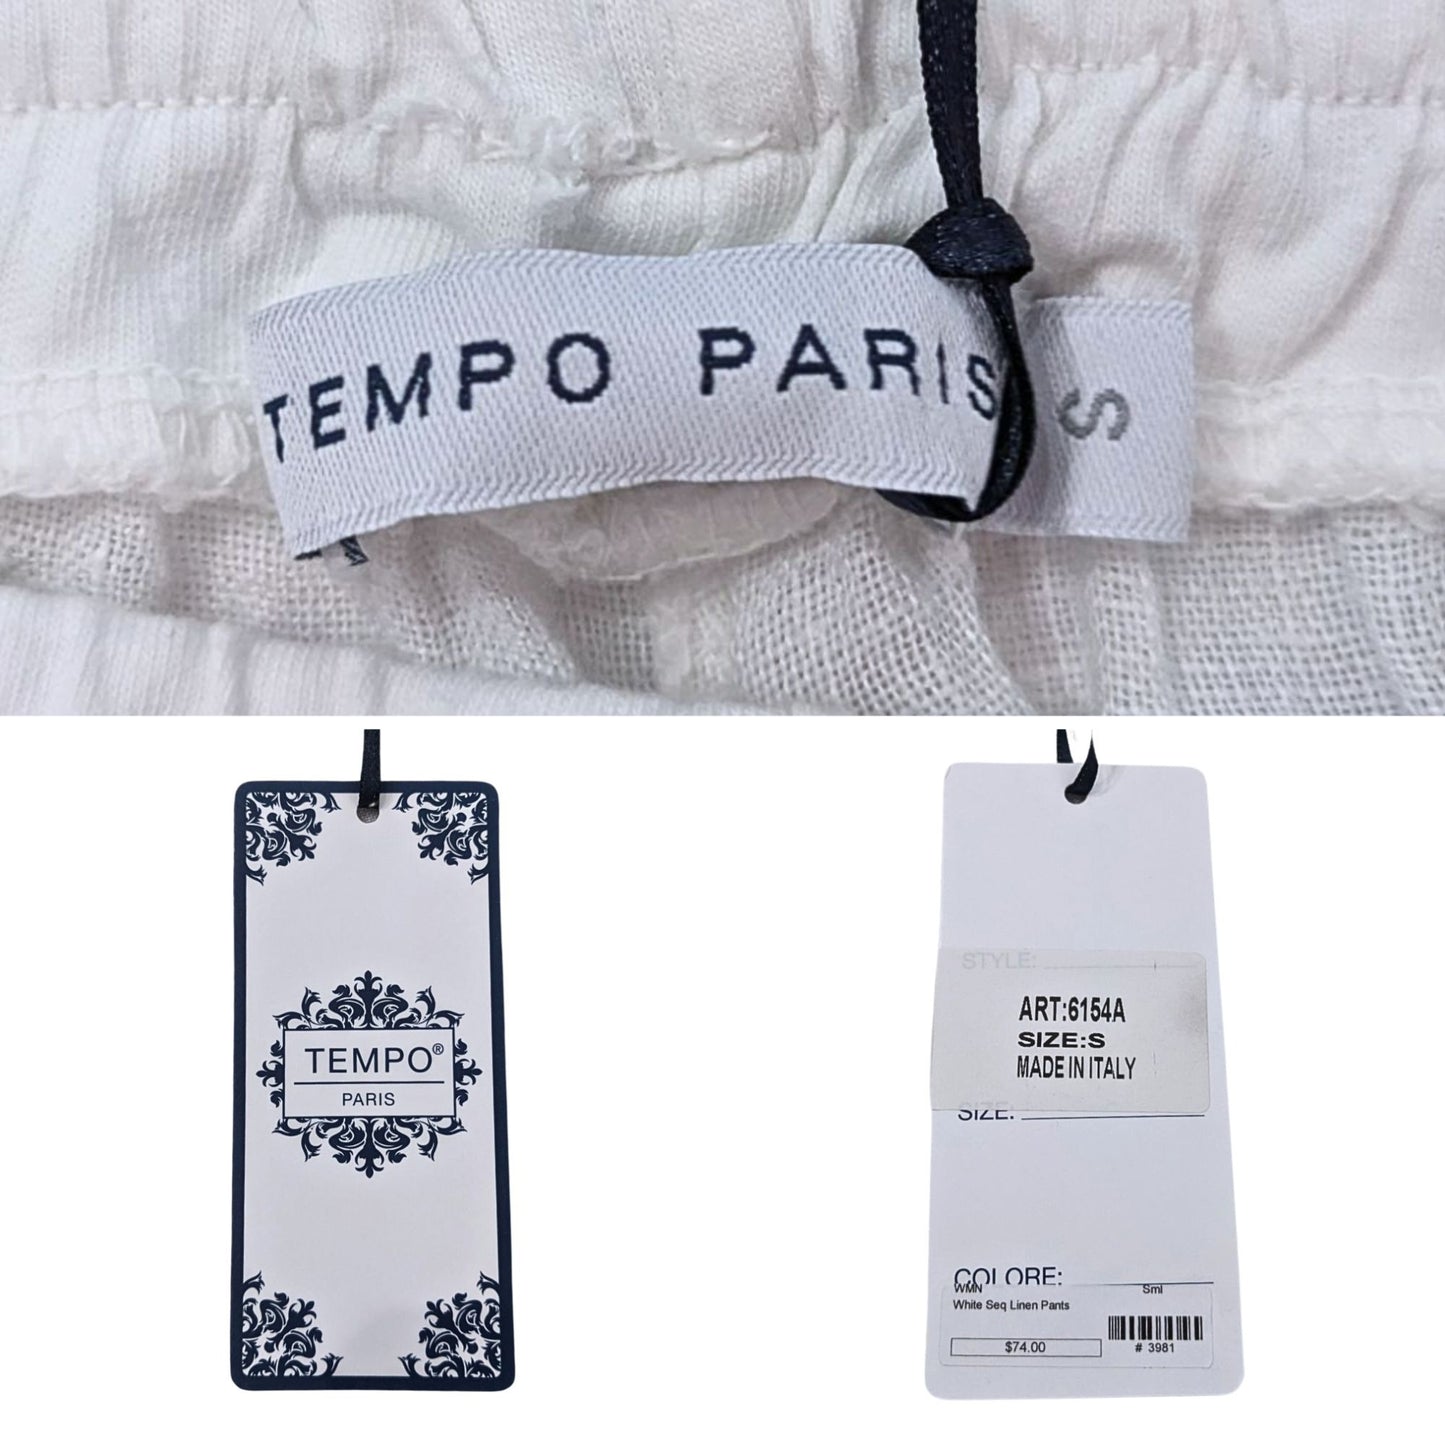 TEMPO PARIS
S
TEMPO®
PARIS
STYLE:
ART:6154A
SIZE:S
MADE IN ITALY
SIZE:
COLORE:
WMN Sml
White Seq Linen Pants
$74.00 # 3981